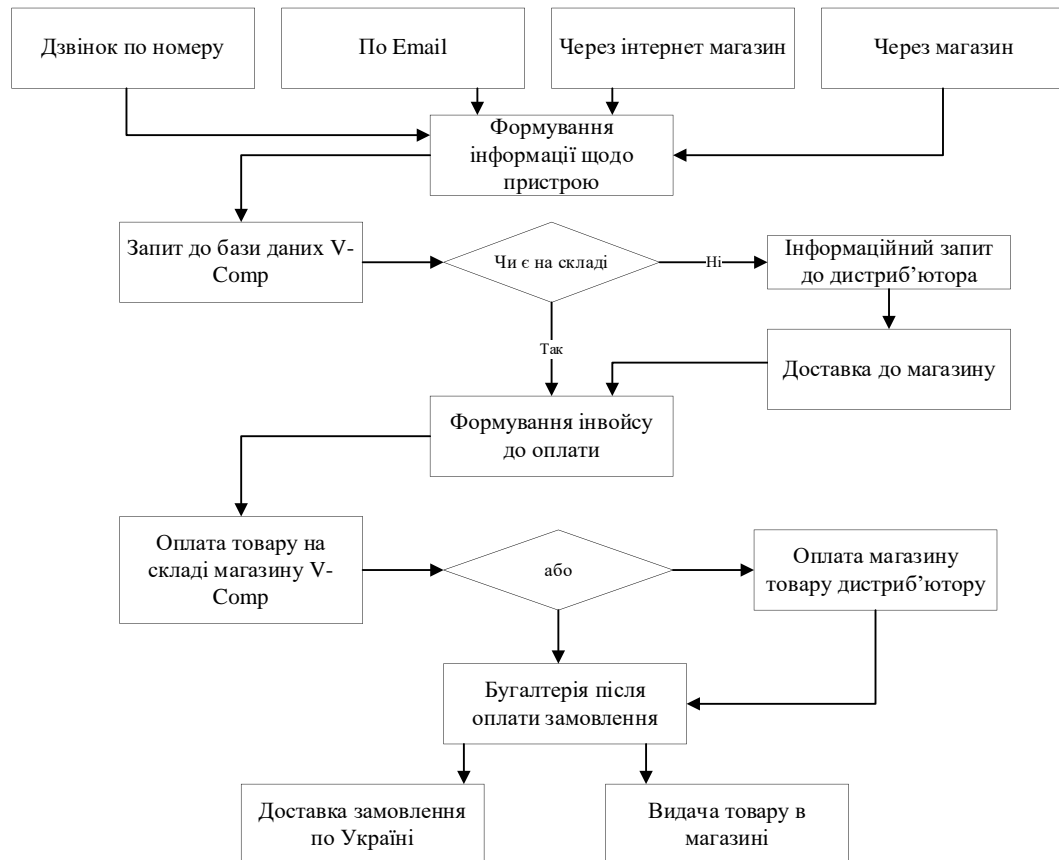 Дзвінок по номеру
По Email
Через інтернет магазин
Через магазин
Формування
інформації щодо
пристрою
Запит до бази даних V-
Comp
Чи є на складі
Ні
Інформаційний запит
до дистриб’ютора
Так
Доставка до магазину
Формування інвойсу
до оплати
Оплата товару на
складі магазину V-
Comp
або
Оплата магазину
товару дистриб’ютору
Бугалтерія після
оплати замовлення
Доставка замовлення
по Україні
Видача товару в
магазині